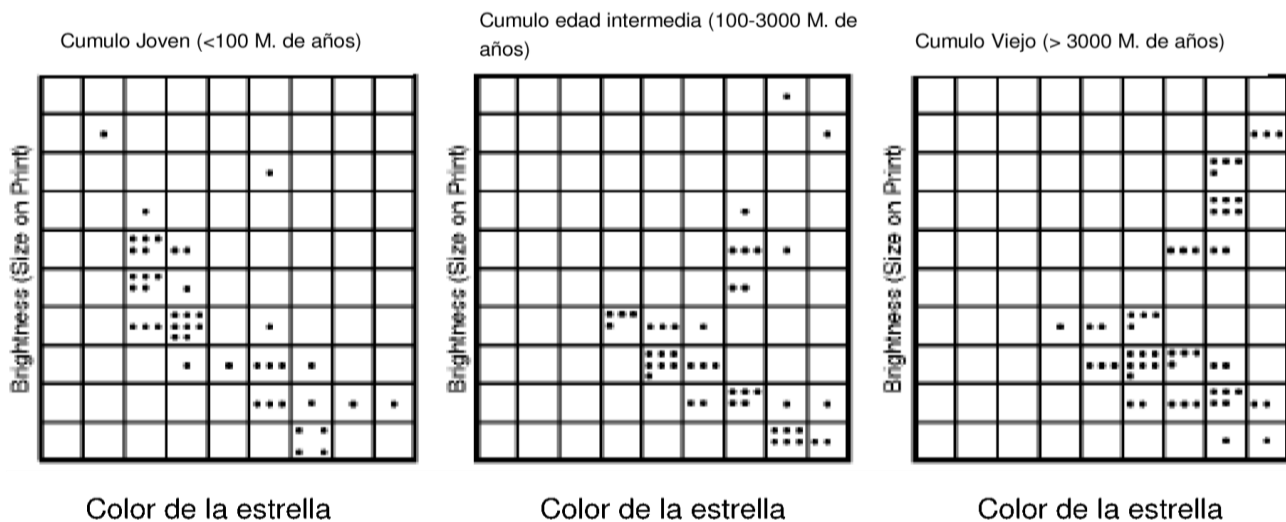 Cumulo Joven (<100 M. de años)
Brightness (Size on Print)
Color de la estrella
Cumulo edad intermedia (100-3000 M. de
años)
Brightness (Size on Print)
Color de la estrella
Cumulo Viejo (> 3000 M. de años)
Brightness (Size on Print)
Color de la estrella